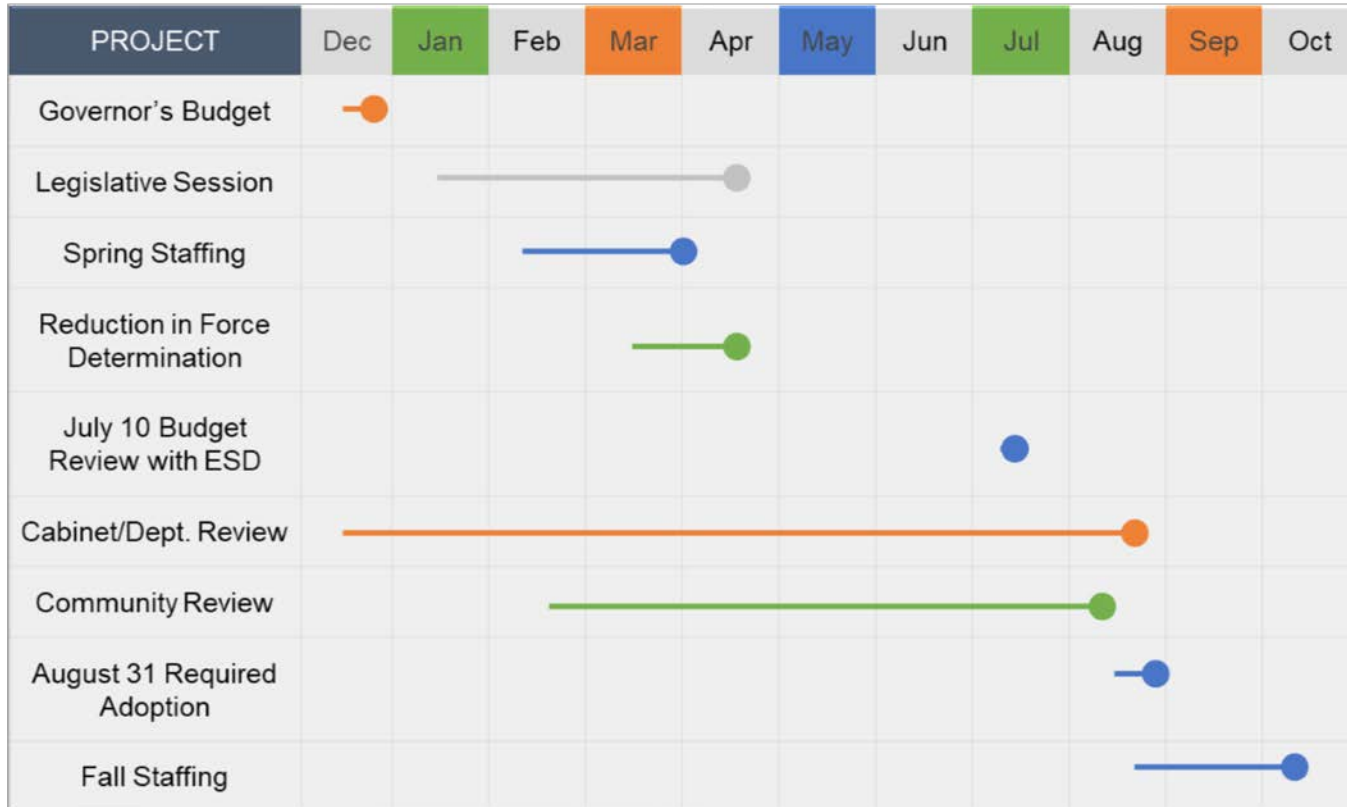 PROJECT Dec Jan Feb Mar Apr May Jun Jul Aug Sep Oct
Governor’s Budget
Legislative Session
Spring Staffing
Reduction in Force
Determination
July 10 Budget
Review with ESD
Cabinet/Dept. Review
Community Review
August 31 Required
Adoption
Fall Staffing